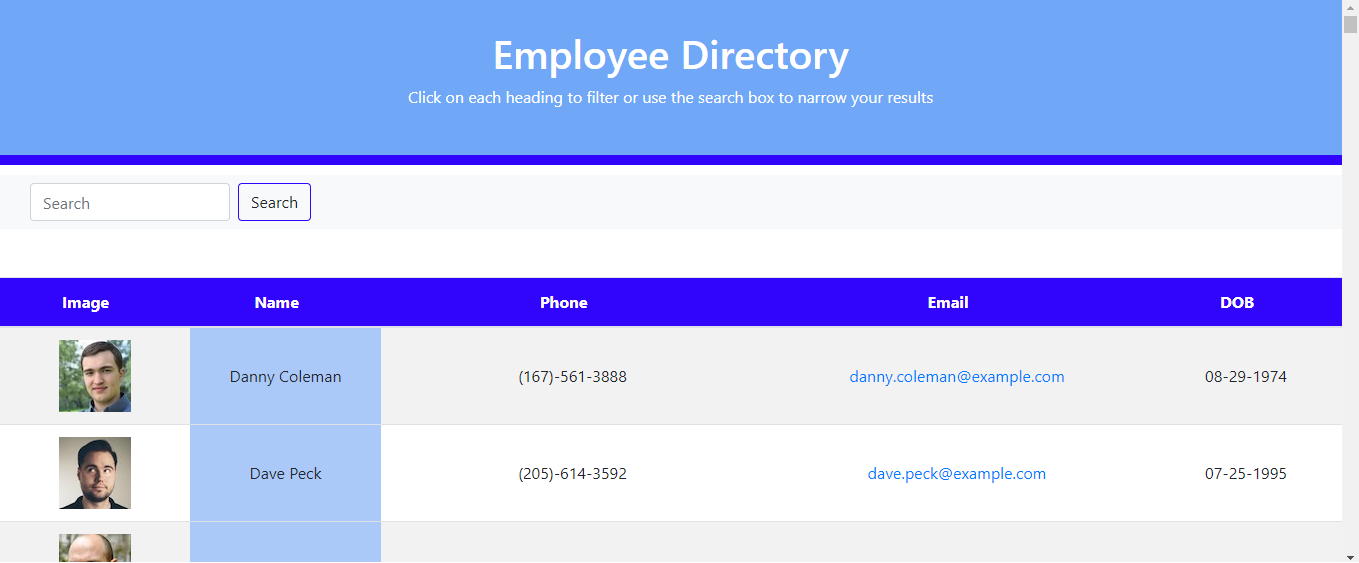 Employee Directory
Click on each heading to filter or use the search box to narrow your results
Search Search
Image Name Phone Email DOB
Danny Coleman (167)-561-3888 danny.coleman@example.com 08-29-1974
Dave Peck (205)-614-3592 dave.peck@example.com 07-25-1995